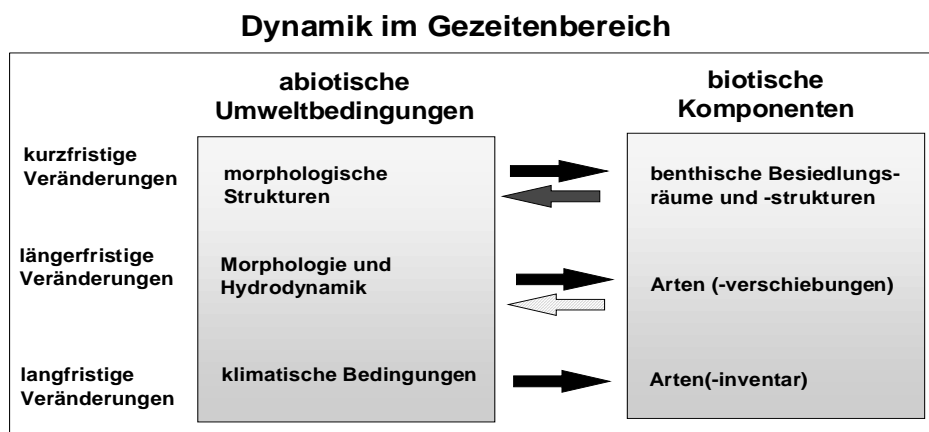 Dynamik im Gezeitenbereich
abiotische
Umweltbedingungen
biotische
Komponenten
kurzfristige
Veränderungen
morphologische
Strukturen
benthische Besiedlungs-
räume und -strukturen
längerfristige
Veränderungen
Morphologie und
Hydrodynamik
Arten (-verschiebungen)
langfristige
Veränderungen
klimatische Bedingungen
Arten(-inventar)